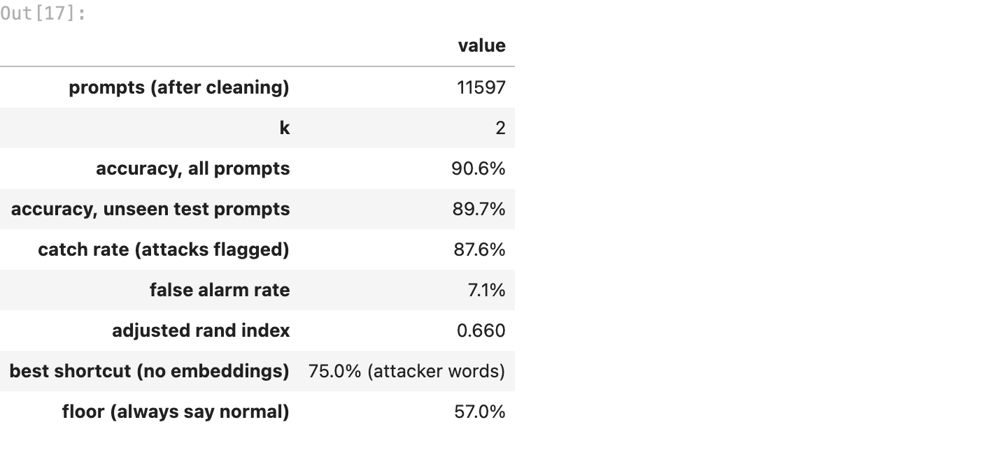 Out[17]:
value
prompts (after cleaning) 11597
k 2
accuracy, all prompts 90.6%
accuracy, unseen test prompts 89.7%
catch rate (attacks flagged) 87.6%
false alarm rate 7.1%
adjusted rand index 0.660
best shortcut (no embeddings) 75.0% (attacker words)
floor (always say normal) 57.0%